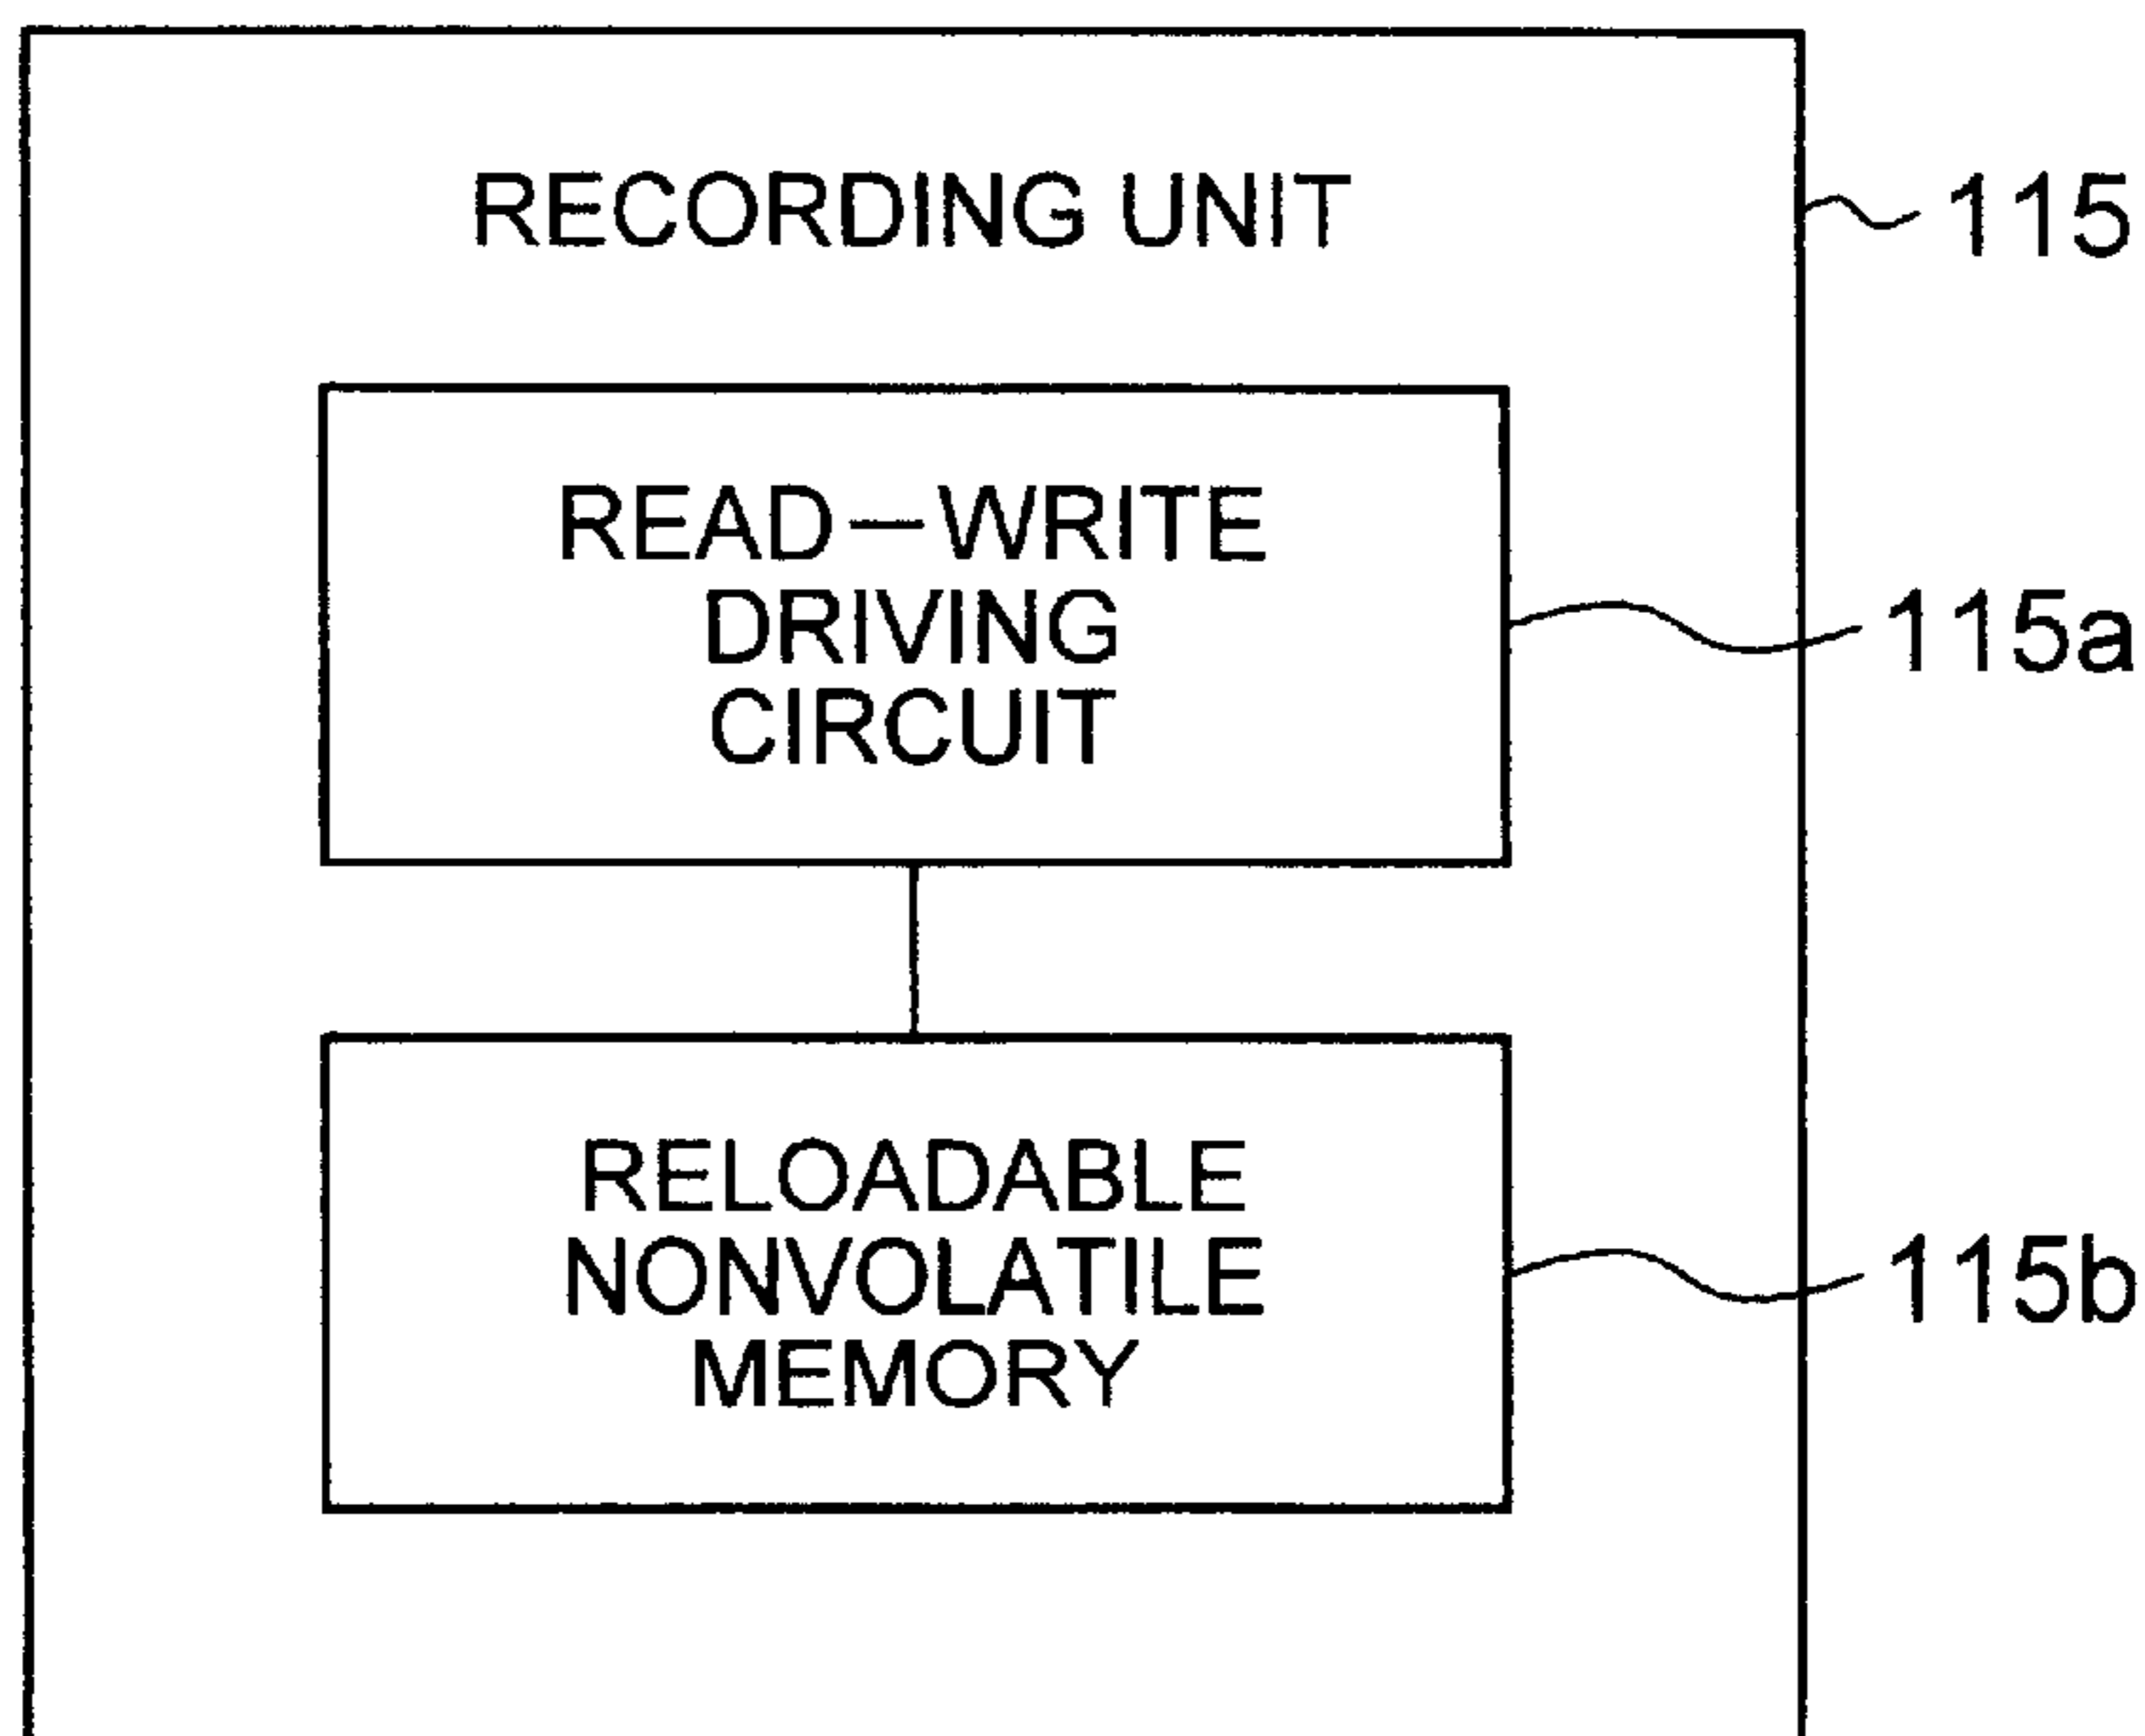 RECORDING UNIT
115
READ—WRITE
DRIVING
CIRCUIT
115a
RELOADABLE
NONVOLATILE
MEMORY
115b